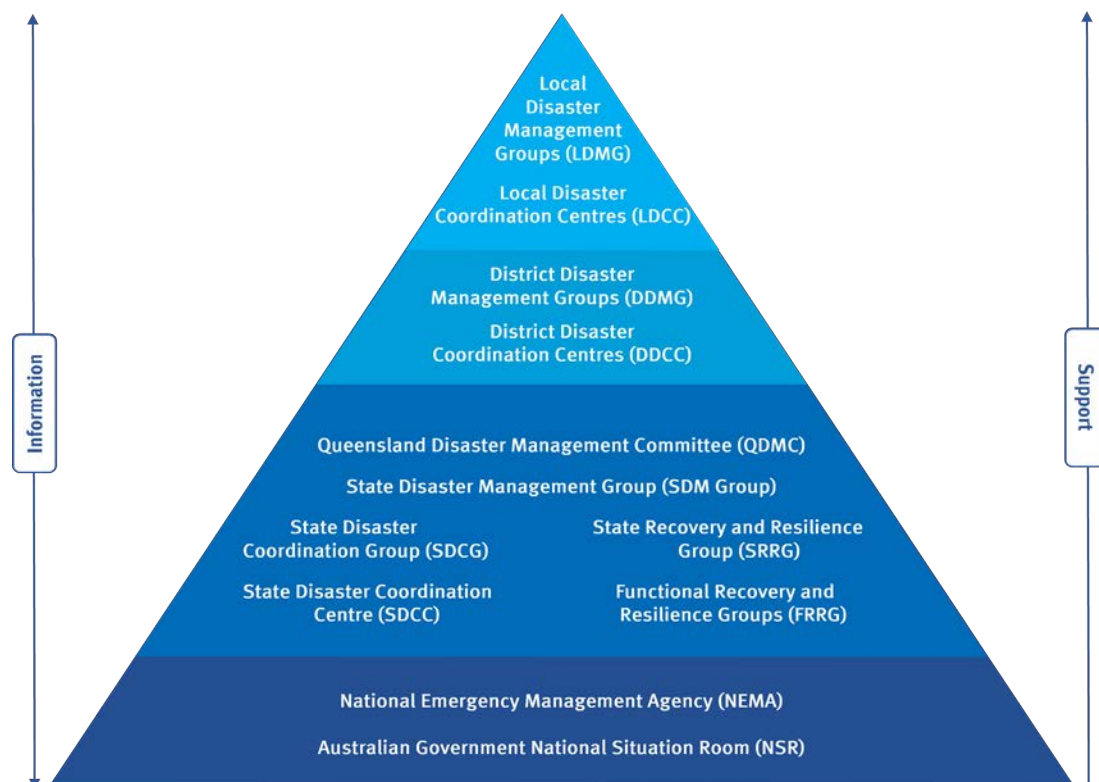 Local
Disaster
Management
Groups (LDMG)
Local Disaster
Coordination Centres (LDCC)
District Disaster
Management Groups (DDMG)
District Disaster
Coordination Centres (DDCC)
Information
Support
Queensland Disaster Management Committee (QDMC)
State Disaster Management Group (SDM Group)
State Disaster
Coordination Group (SDCG)
State Recovery and Resilience
Group (SRRG)
State Disaster Coordination
Centre (SDCC)
Functional Recovery and
Resilience Groups (FRRG)
National Emergency Management Agency (NEMA)
Australian Government National Situation Room (NSR)